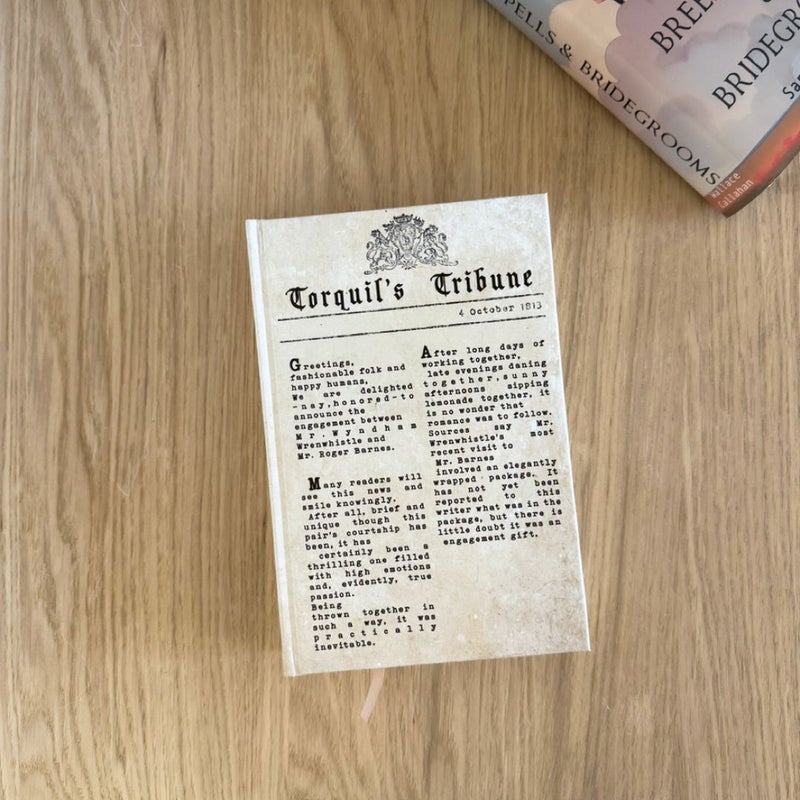 Torquil's Tribune
4 October 1813
Greetings,
fashionable folk and
happy humans,
We are delighted
-nay,honored-to
announce the
engagement between
Mr. Wyndham
Wrenwhistle and
Mr. Roger Barnes.
Many readers will
see this news and
smile knowingly.
After all, brief and
unique though this
pair's courtship has
been, it has
certainly been a
thrilling one filled
with high emotions
and, evidently, true
passion.
Being
thrown together in
such a way, it was
practically
inevitable.
After long days of
working together,
late evenings daning
together,sunny
afternoons sipping
lemonade together, it
is no wonder that
romance was to follow.
Sources say Mr.
Wrenwhistle's most
recent visit to
Mr. Barnes
involved an elegantly
wrapped package. It
has not yet been
reported to this
writer what was in the
package, but there is
little doubt it was an
engagement gift.
SPELLS & BRIDEGROOMS
Wallace
Callahan